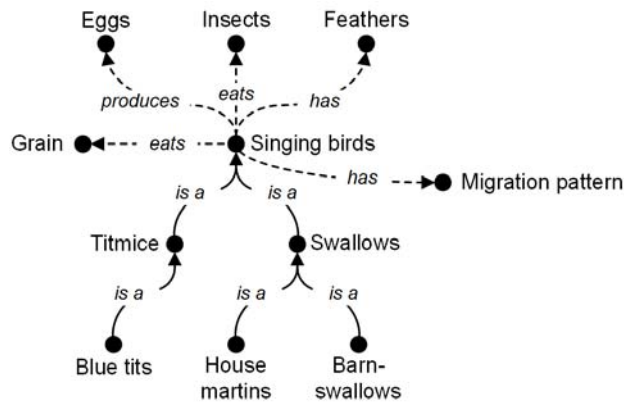 Eggs Insects Feathers
produces eats has
Grain eats Singing birds
has Migration pattern
is a is a
Titmice Swallows
is a is a is a
Blue tits House martins Barn-swallows